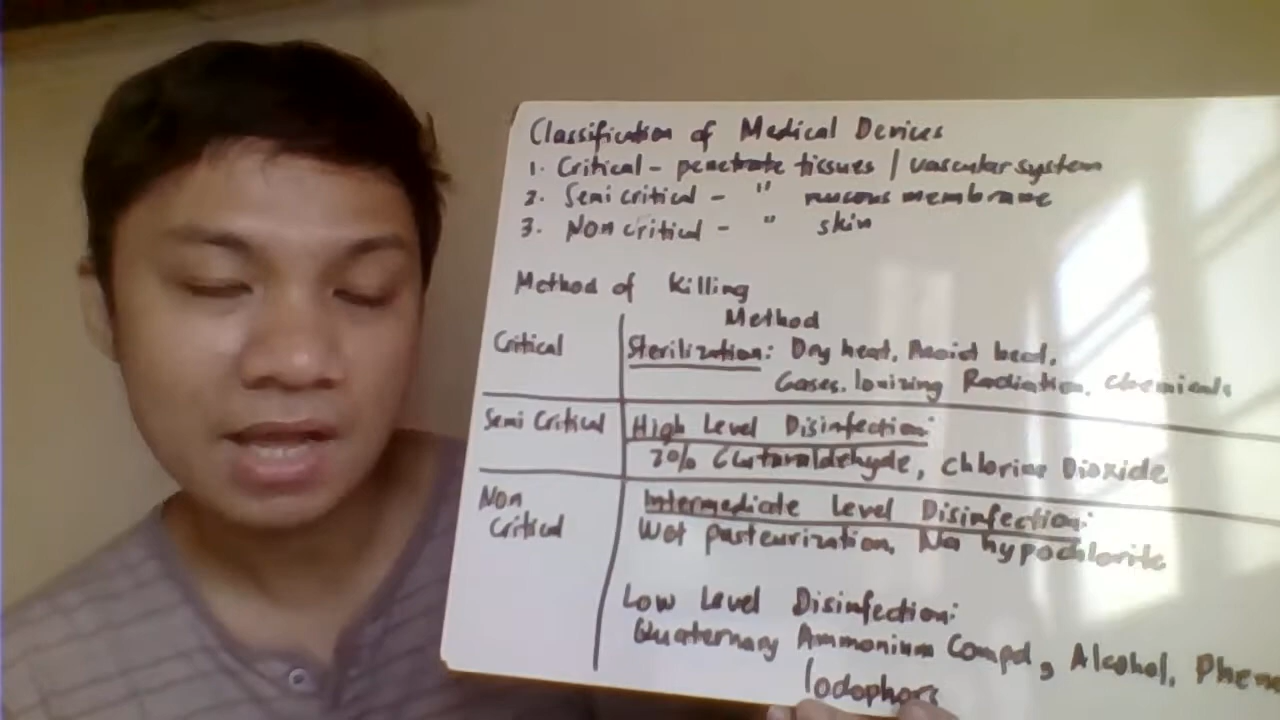 Classification of Medical Devices
1. Critical - penetrate tissues / vascular system
2. Semi critical - " mucous membrane
3. Non critical - " skin
Method of Killing
Method
Critical
Sterilization: Dry heat, Moist heat,
Gases, Ionizing Radiation, Chemicals
Semi Critical
High Level Disinfection:
Glutaraldehyde, Chlorine Dioxide
Non
Critical
Intermediate Level Disinfection:
Wet pasteurization, Na hypochlorite
Low Level Disinfection:
Quaternary Ammonium Compd, Alcohol, Phen
Iodophors